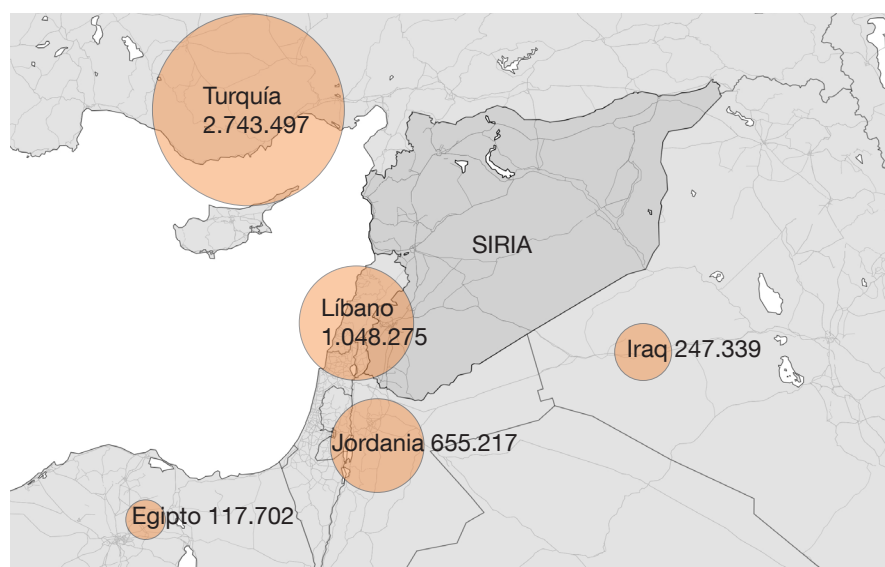 Turquía
2.743.497
SIRIA
Líbano
1.048.275
Iraq 247.339
Jordania 655.217
Egipto 117.702